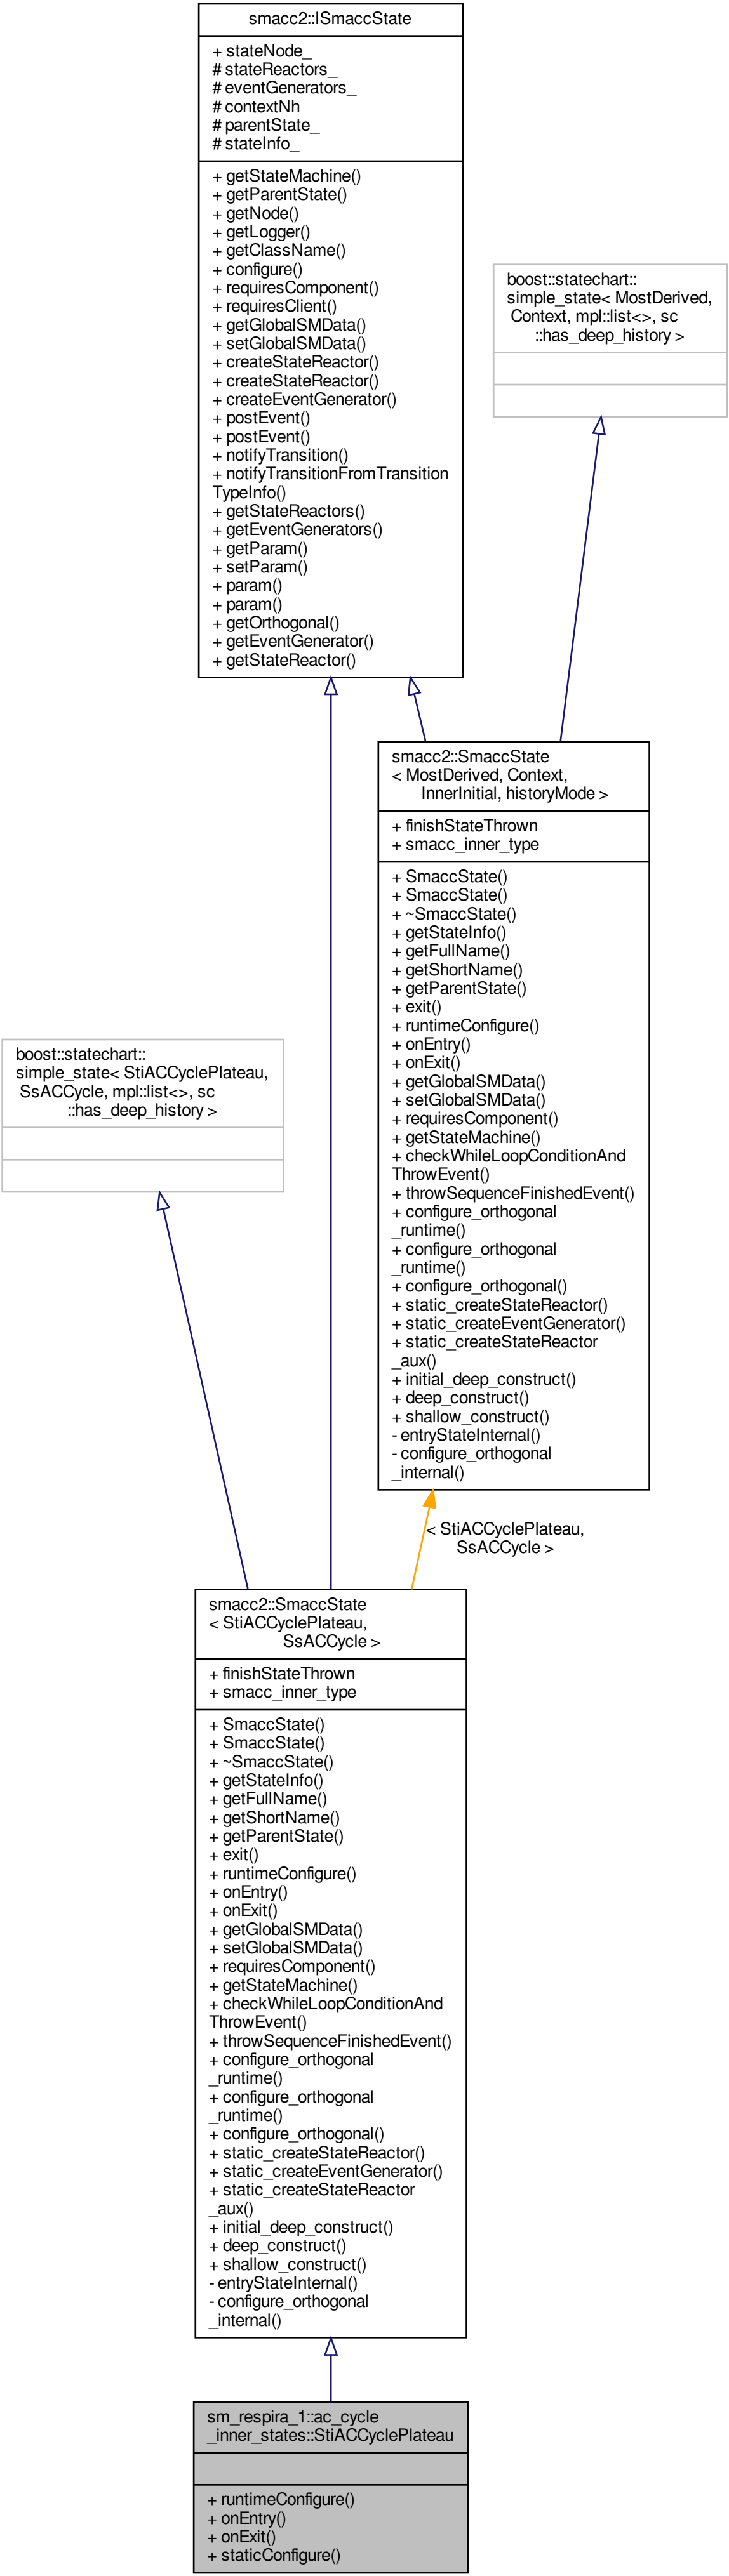 smacc2::ISmaccState
+ stateNode_
# stateReactors_
# eventGenerators_
# contextNh
# parentState_
# stateInfo_
+ getStateMachine()
+ getParentState()
+ getNode()
+ getLogger()
+ getClassName()
+ configure()
+ requiresComponent()
+ requiresClient()
+ getGlobalSMData()
+ setGlobalSMData()
+ createStateReactor()
+ createStateReactor()
+ createEventGenerator()
+ postEvent()
+ postEvent()
+ notifyTransition()
+ notifyTransitionFromTransition
TypeInfo()
+ getStateReactors()
+ getEventGenerators()
+ getParam()
+ setParam()
+ param()
+ param()
+ getOrthogonal()
+ getEventGenerator()
+ getStateReactor()
boost::statechart::
simple_state< MostDerived,
Context, mpl::list<>, sc
::has_deep_history >
smacc2::SmaccState
< MostDerived, Context,
InnerInitial, historyMode >
+ finishStateThrown
+ smacc_inner_type
+ SmaccState()
+ SmaccState()
+ ~SmaccState()
+ getStateInfo()
+ getFullName()
+ getShortName()
+ getParentState()
+ exit()
+ runtimeConfigure()
+ onEntry()
+ onExit()
+ getGlobalSMData()
+ setGlobalSMData()
+ requiresComponent()
+ getStateMachine()
+ checkWhileLoopConditionAnd
ThrowEvent()
+ throwSequenceFinishedEvent()
+ configure_orthogonal
_runtime()
+ configure_orthogonal
_runtime()
+ configure_orthogonal()
+ static_createStateReactor()
+ static_createEventGenerator()
+ static_createStateReactor
_aux()
+ initial_deep_construct()
+ deep_construct()
+ shallow_construct()
- entryStateInternal()
- configure_orthogonal
_internal()
boost::statechart::
simple_state< StiACCyclePlateau,
SsACCycle, mpl::list<>, sc
::has_deep_history >
< StiACCyclePlateau,
SsACCycle >
smacc2::SmaccState
< StiACCyclePlateau,
SsACCycle >
+ finishStateThrown
+ smacc_inner_type
+ SmaccState()
+ SmaccState()
+ ~SmaccState()
+ getStateInfo()
+ getFullName()
+ getShortName()
+ getParentState()
+ exit()
+ runtimeConfigure()
+ onEntry()
+ onExit()
+ getGlobalSMData()
+ setGlobalSMData()
+ requiresComponent()
+ getStateMachine()
+ checkWhileLoopConditionAnd
ThrowEvent()
+ throwSequenceFinishedEvent()
+ configure_orthogonal
_runtime()
+ configure_orthogonal
_runtime()
+ configure_orthogonal()
+ static_createStateReactor()
+ static_createEventGenerator()
+ static_createStateReactor
_aux()
+ initial_deep_construct()
+ deep_construct()
+ shallow_construct()
- entryStateInternal()
- configure_orthogonal
_internal()
sm_respira_1::ac_cycle
_inner_states::StiACCyclePlateau
+ runtimeConfigure()
+ onEntry()
+ onExit()
+ staticConfigure()